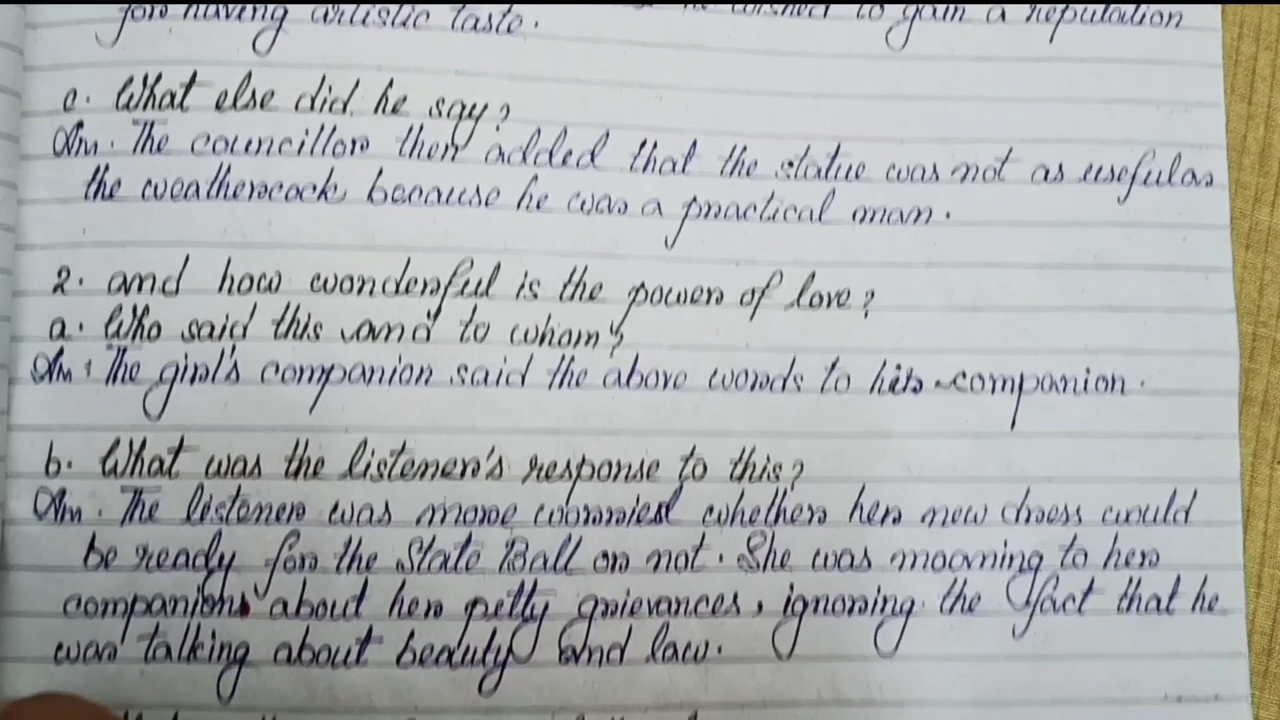 for having artistic taste. he wished to gain a reputation
c. What else did he say?
Ans. The councillor then added that the statue was not as useful as
the weathercock, because he was a practical man.
2. and how wonderful is the power of love?
a. Who said this and to whom?
Ans: The girl's companion said the above words to his companion.
b. What was the listener's response to this?
Ans. The listener was more worried whether her new dress would
be ready for the State Ball or not. She was moaning to her
companions about her petty grievances, ignoring the fact that he
was talking about beauty and law.